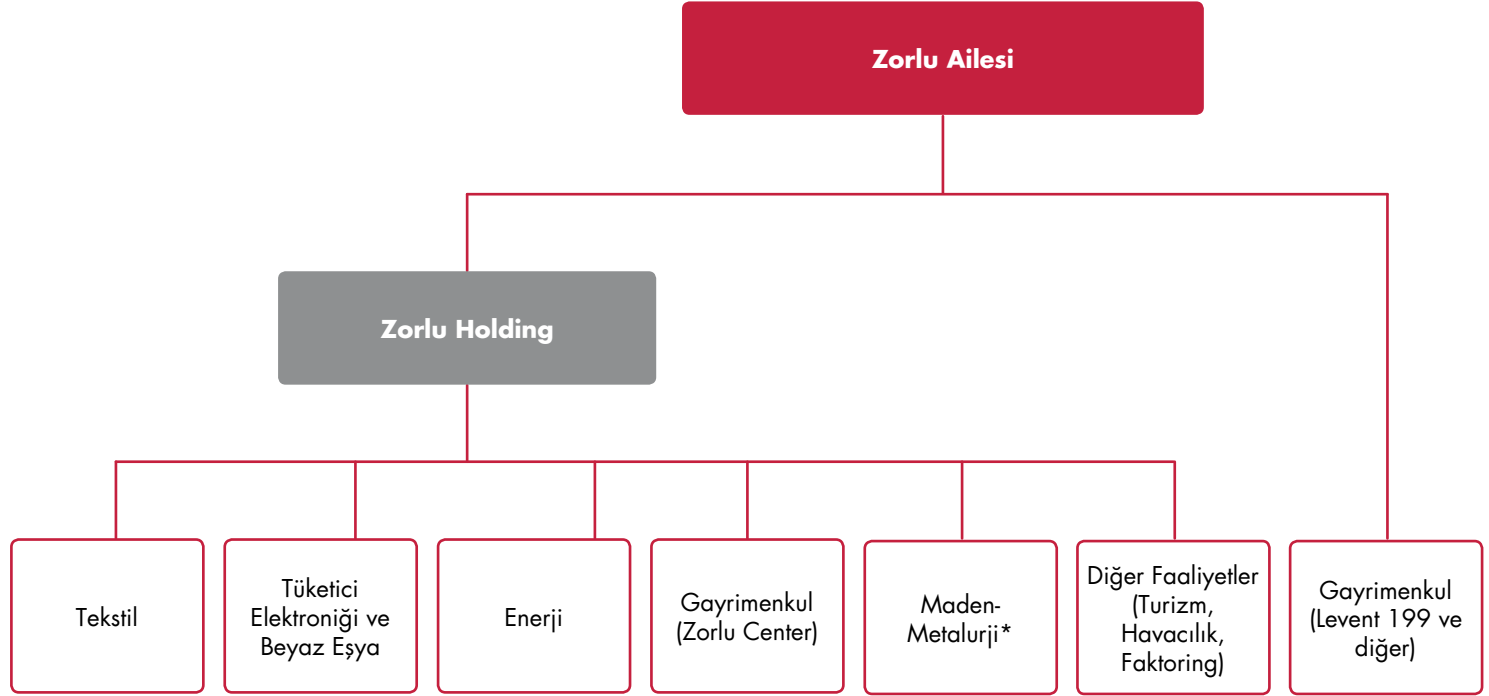 Zorlu Ailesi
Zorlu Holding
Tekstil
Tüketici
Elektroniği ve
Beyaz Eşya
Enerji
Gayrimenkul
(Zorlu Center)
Maden-
Metalurji*
Diğer Faaliyetler
(Turizm,
Havacılık,
Faktoring)
Gayrimenkul
(Levent 199 ve
diğer)